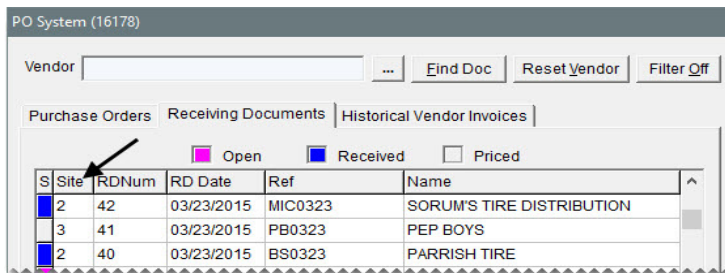 PO System (16178)
Vendor ... Find Doc Reset Vendor Filter Off
Purchase Orders Receiving Documents Historical Vendor Invoices
Open Received Priced
S Site RDNum RD Date Ref Name
2 42 03/23/2015 MIC0323 SORUM'S TIRE DISTRIBUTION
3 41 03/23/2015 PB0323 PEP BOYS
2 40 03/23/2015 BS0323 PARRISH TIRE